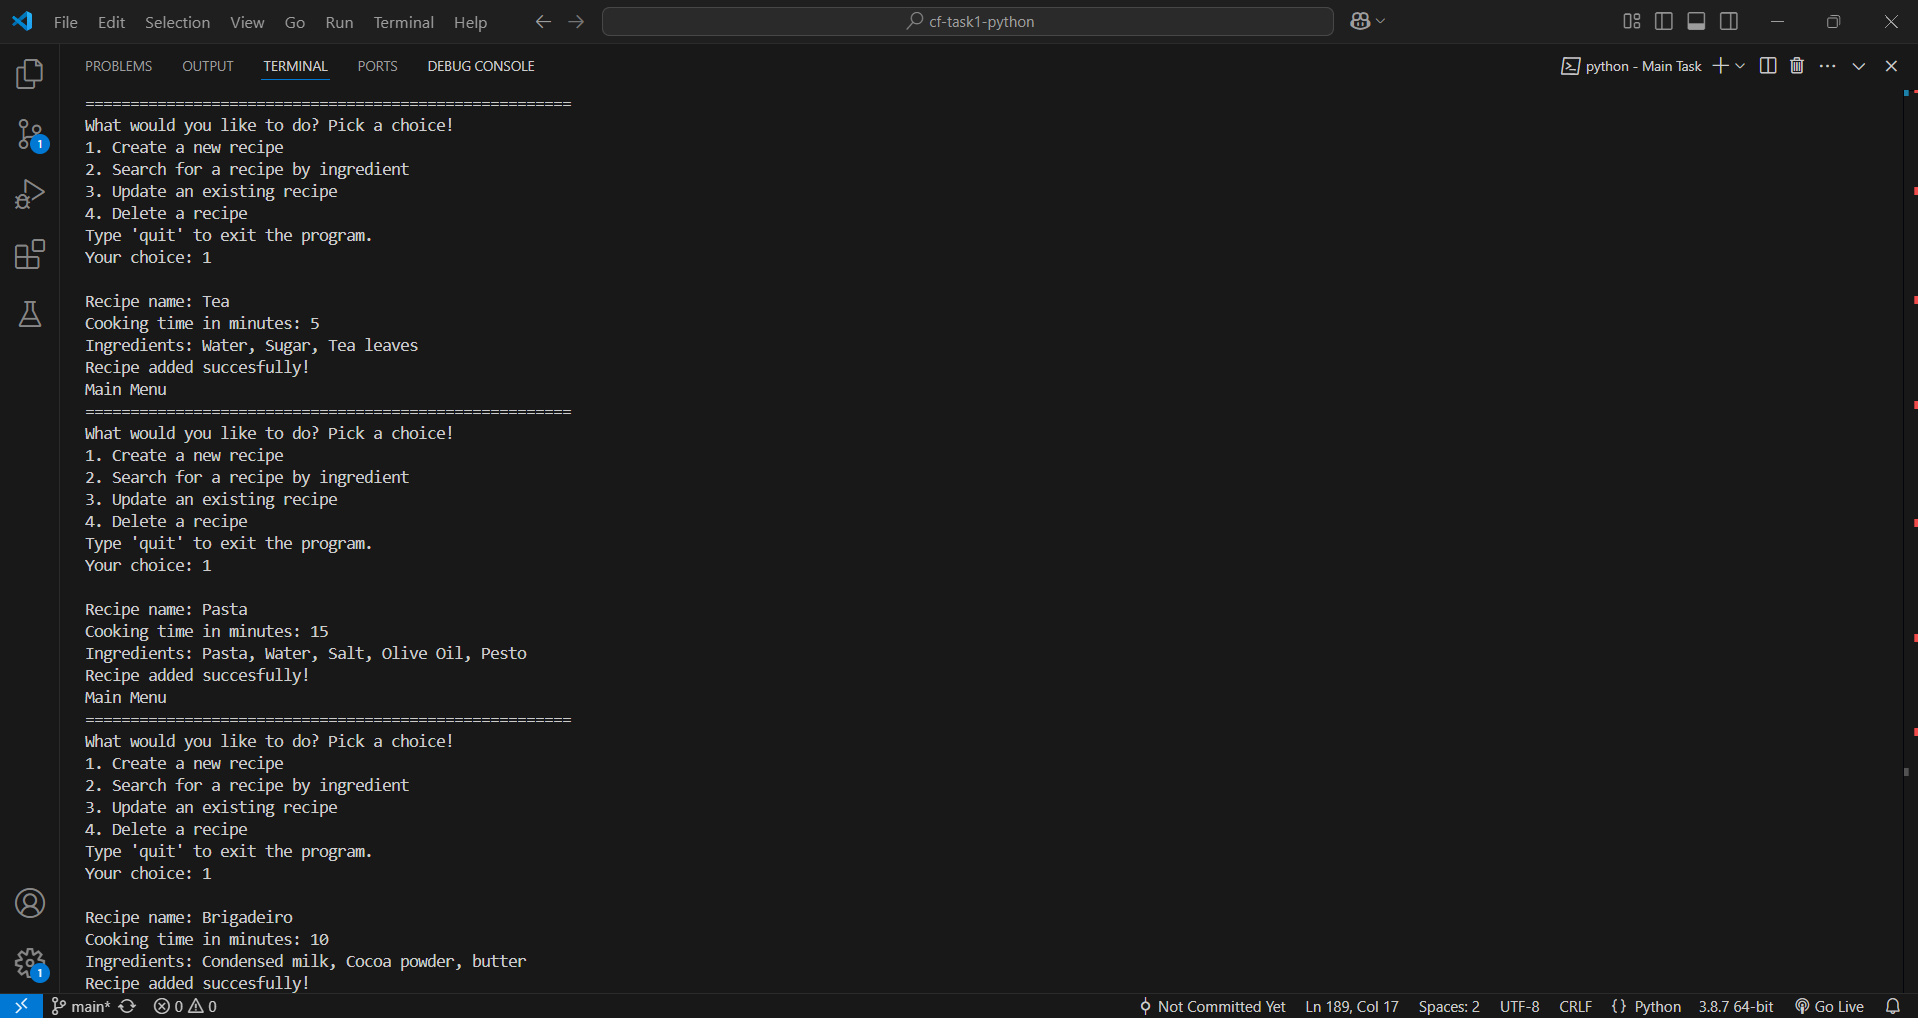 File Edit Selection View Go Run Terminal Help cf-task1-python
PROBLEMS OUTPUT TERMINAL PORTS DEBUG CONSOLE python - Main Task
======================================================
What would you like to do? Pick a choice!
1. Create a new recipe
2. Search for a recipe by ingredient
3. Update an existing recipe
4. Delete a recipe
Type 'quit' to exit the program.
Your choice: 1
Recipe name: Tea
Cooking time in minutes: 5
Ingredients: Water, Sugar, Tea leaves
Recipe added succesfully!
Main Menu
======================================================
What would you like to do? Pick a choice!
1. Create a new recipe
2. Search for a recipe by ingredient
3. Update an existing recipe
4. Delete a recipe
Type 'quit' to exit the program.
Your choice: 1
Recipe name: Pasta
Cooking time in minutes: 15
Ingredients: Pasta, Water, Salt, Olive Oil, Pesto
Recipe added succesfully!
Main Menu
======================================================
What would you like to do? Pick a choice!
1. Create a new recipe
2. Search for a recipe by ingredient
3. Update an existing recipe
4. Delete a recipe
Type 'quit' to exit the program.
Your choice: 1
Recipe name: Brigadeiro
Cooking time in minutes: 10
Ingredients: Condensed milk, Cocoa powder, butter
Recipe added succesfully!
1
1
main* 0 0 Not Committed Yet Ln 189, Col 17 Spaces: 2 UTF-8 CRLF {} Python 3.8.7 64-bit Go Live